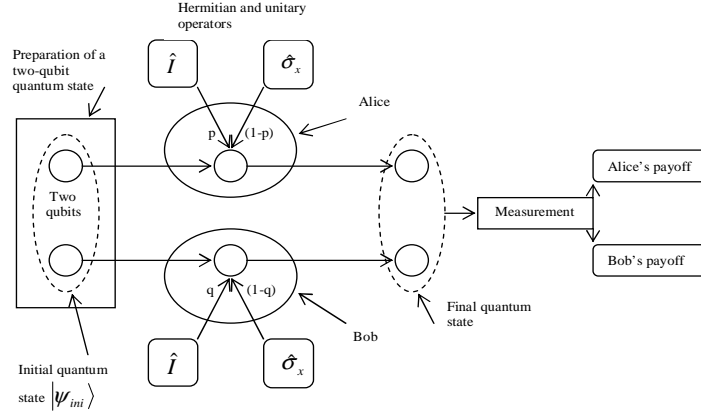 Hermitian and unitary
operators
Preparation of a
two-qubit
quantum state
Î
σ̂ₓ
Alice
p (1-p)
Two
qubits
Alice's payoff
Measurement
Bob's payoff
q (1-q)
Final quantum
state
Bob
Î
σ̂ₓ
Initial quantum
state |ψ_ini⟩